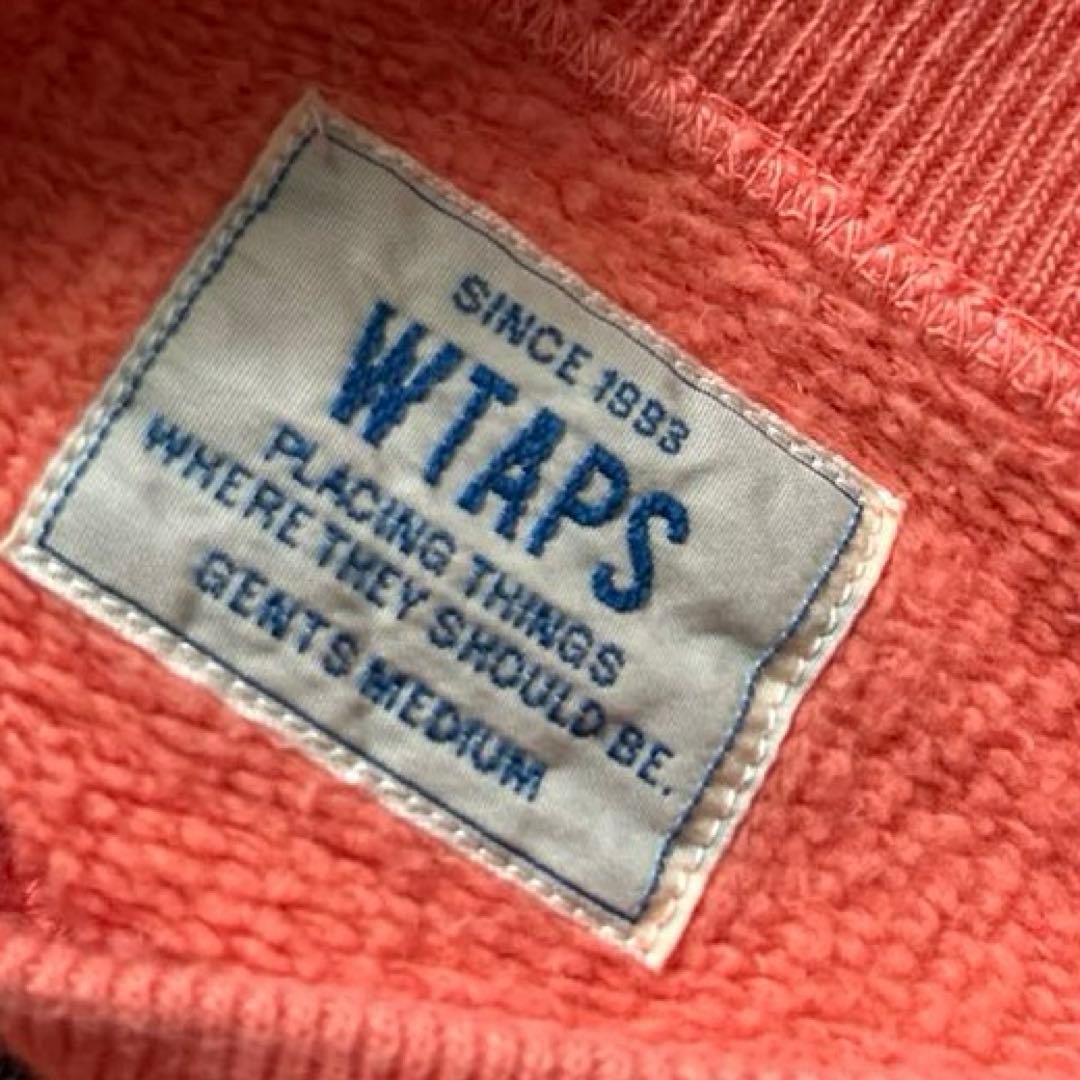 SINCE 1993
WTAPS
PLACING THINGS
WHERE THEY SHOULD BE.
GENTS MEDIUM